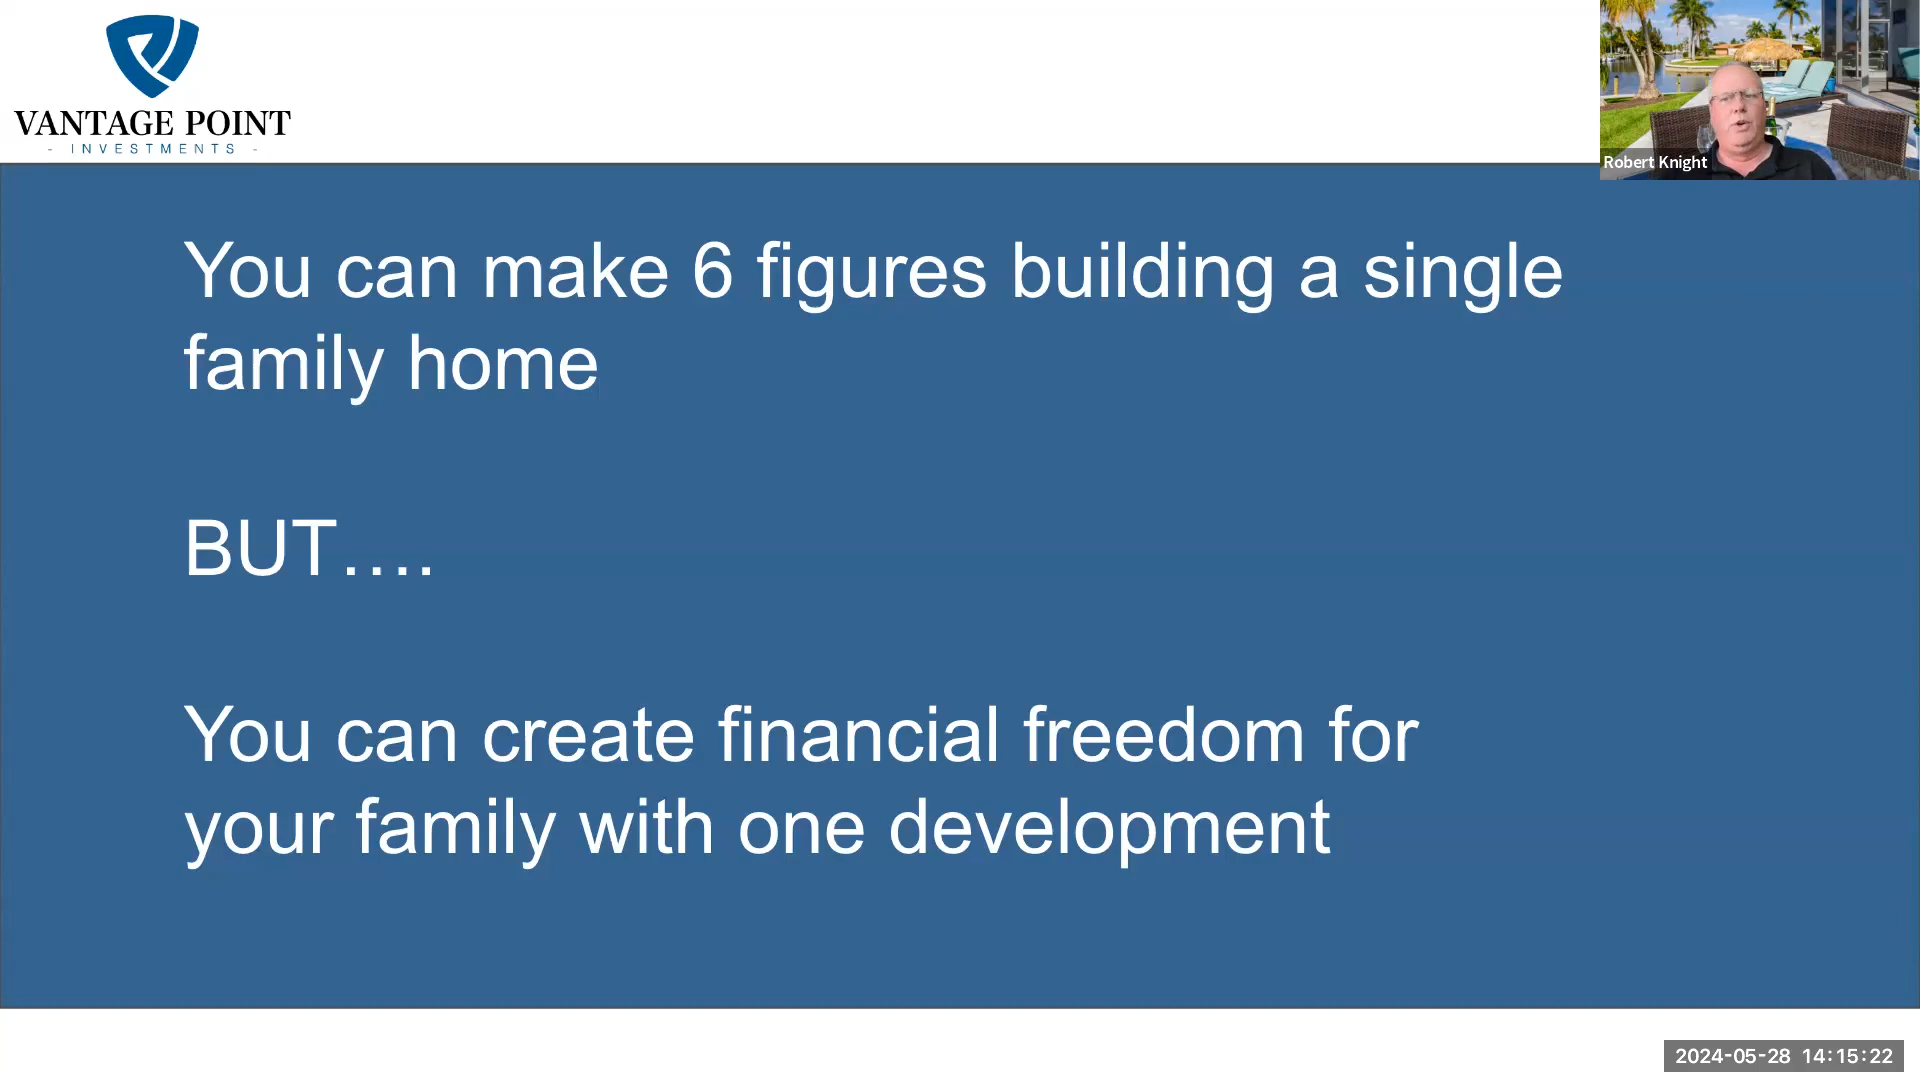 VANTAGE POINT
- INVESTMENTS -
Robert Knight
You can make 6 figures building a single
family home
BUT....
You can create financial freedom for
your family with one development
2024-05-28 14:15:22